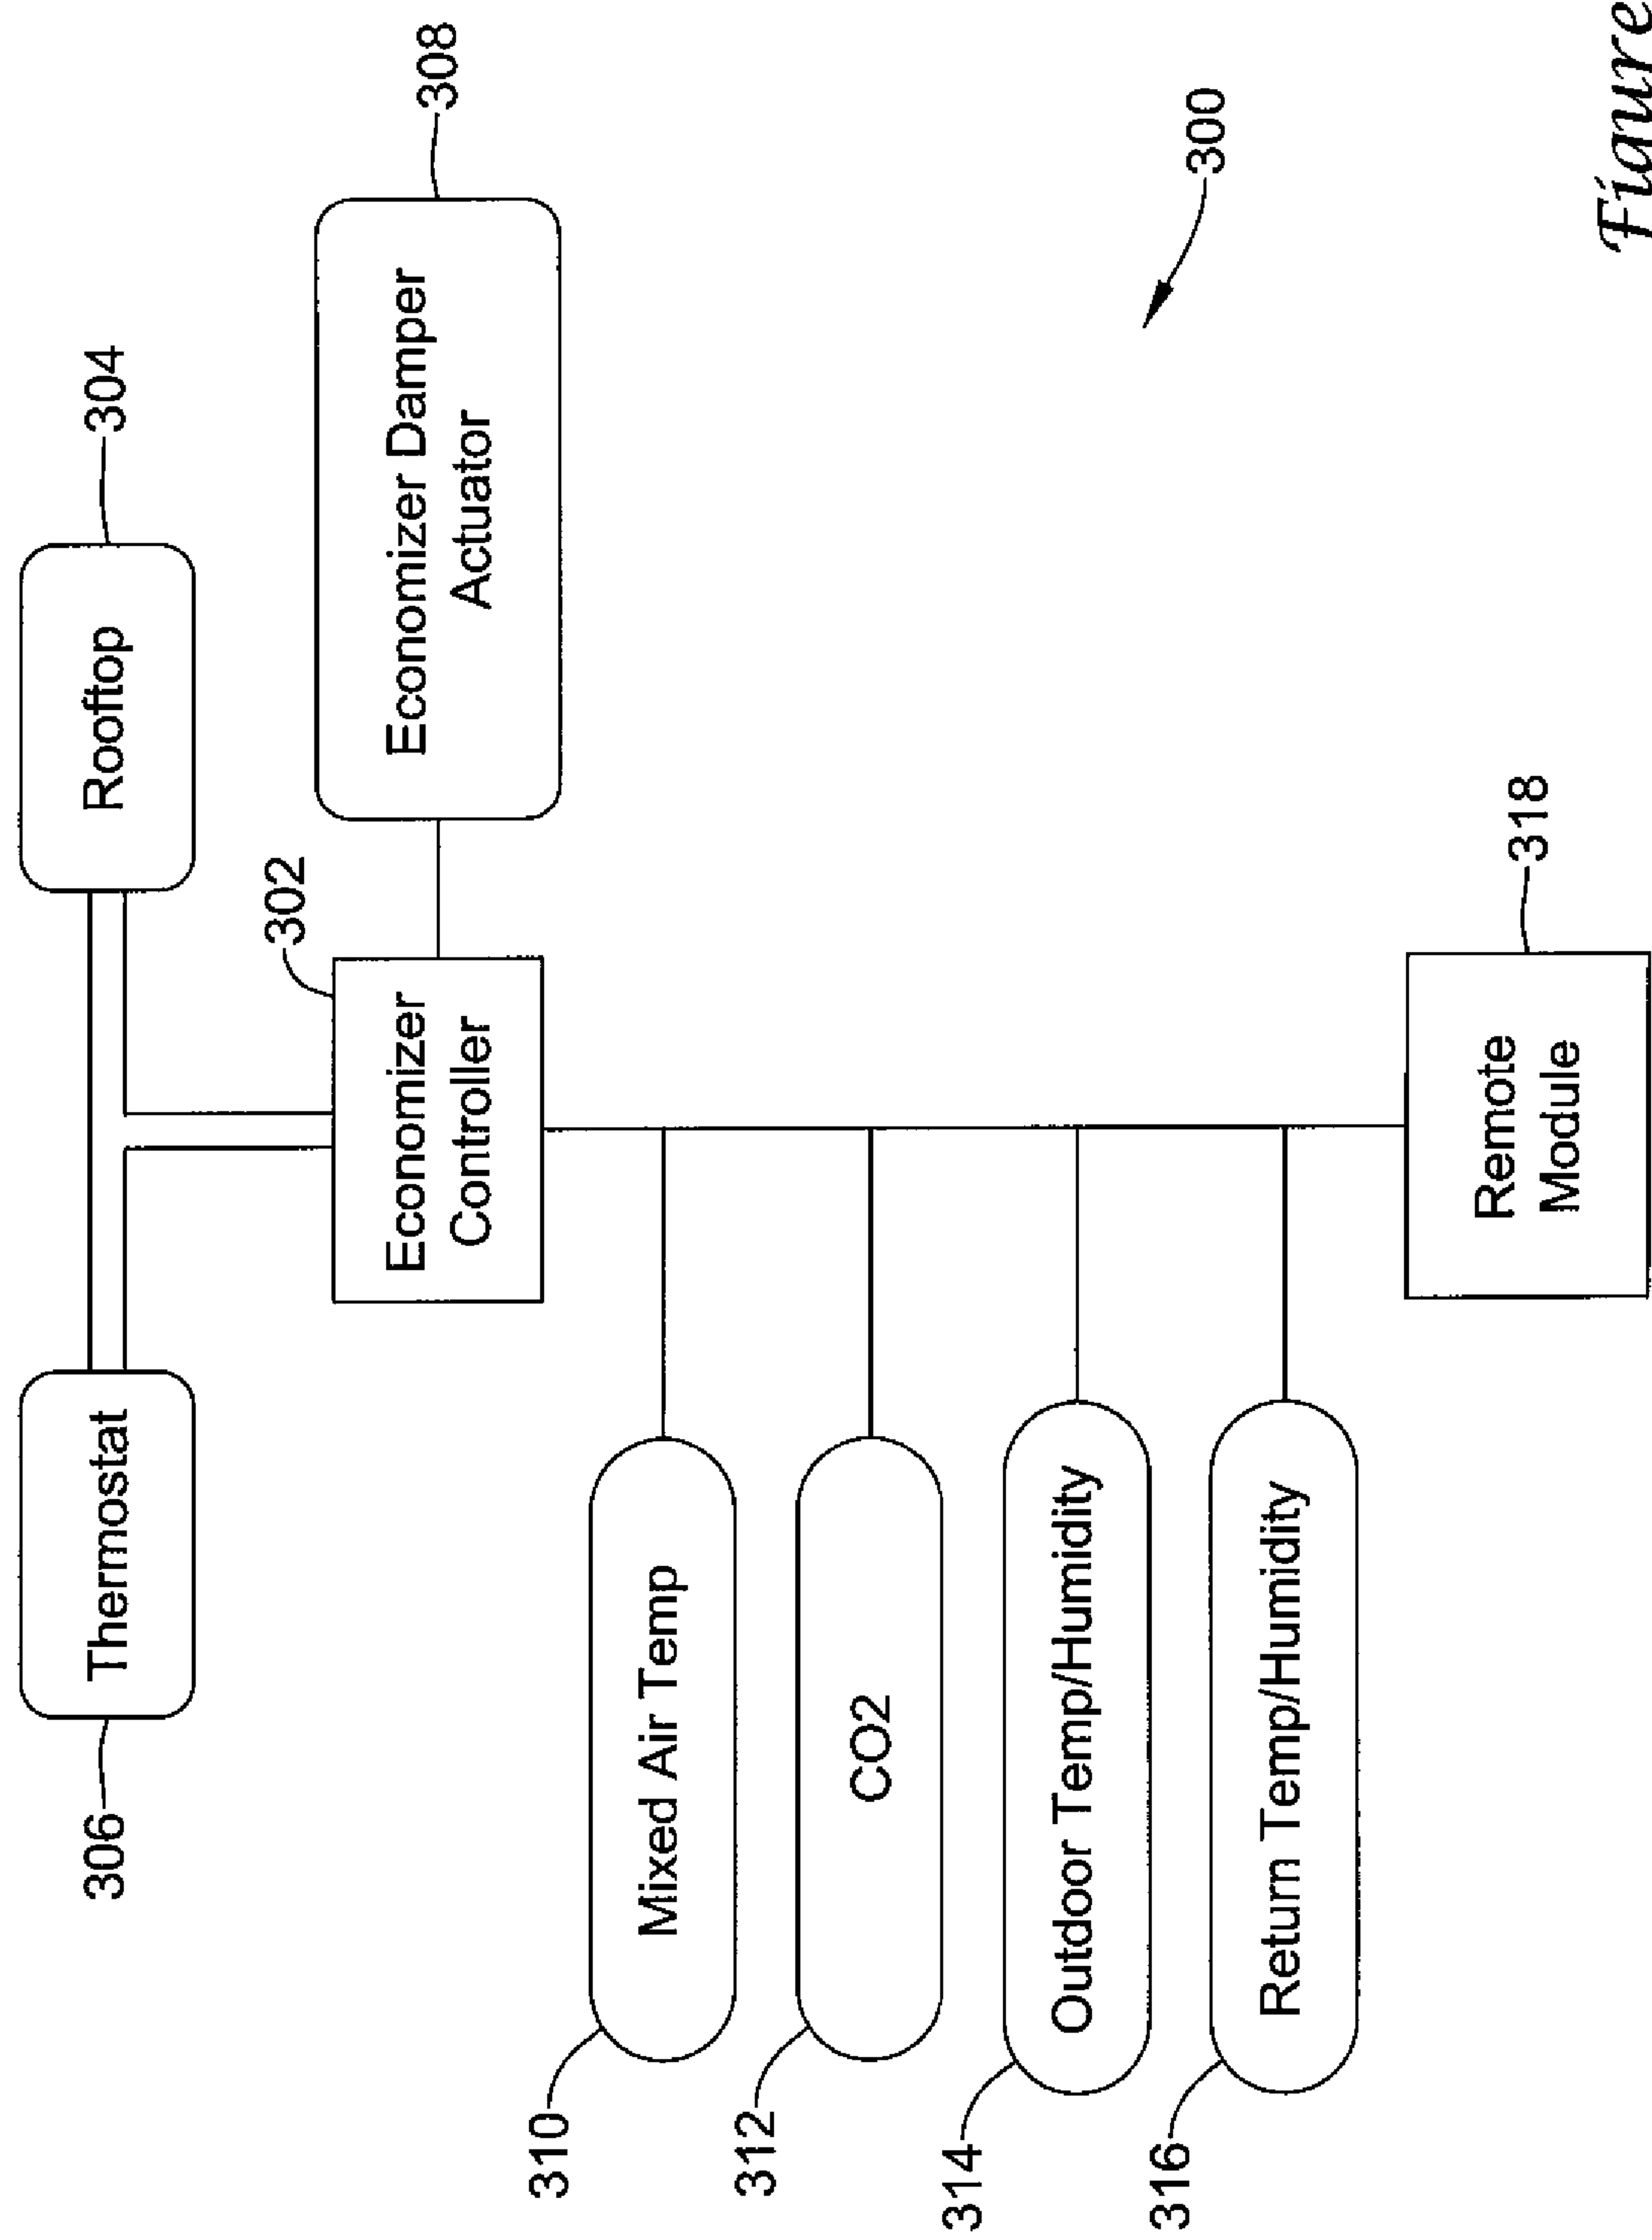 306
Thermostat
Rooftop
304
302
Economizer
Controller
Economizer Damper
Actuator
308
310
Mixed Air Temp
312
CO2
314
Outdoor Temp/Humidity
316
Return Temp/Humidity
Remote
Module
318
300
Figure